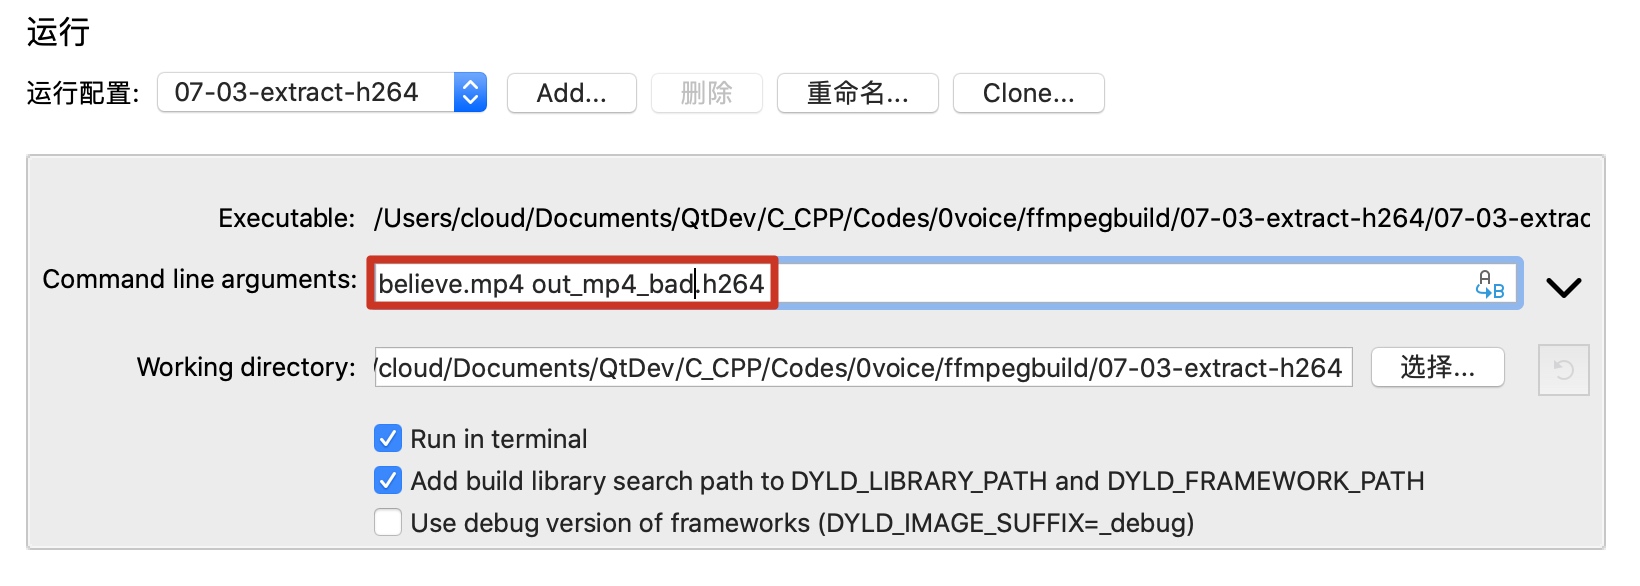 运行
运行配置: 07-03-extract-h264 Add... 删除 重命名... Clone...
Executable: /Users/cloud/Documents/QtDev/C_CPP/Codes/0voice/ffmpegbuild/07-03-extract-h264/07-03-extrac
Command line arguments: believe.mp4 out_mp4_bad.h264 A B
Working directory: /cloud/Documents/QtDev/C_CPP/Codes/0voice/ffmpegbuild/07-03-extract-h264 选择...
Run in terminal
Add build library search path to DYLD_LIBRARY_PATH and DYLD_FRAMEWORK_PATH
Use debug version of frameworks (DYLD_IMAGE_SUFFIX=_debug)